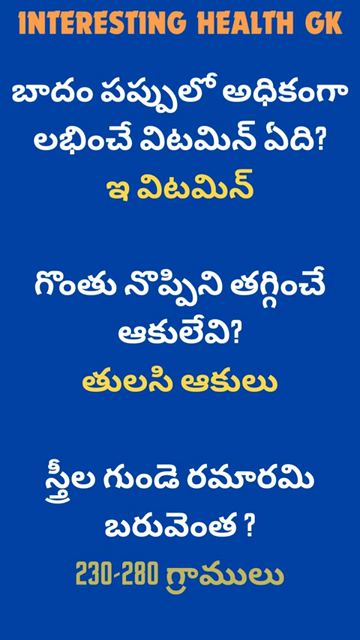 INTERESTING HEALTH GK
బాదం పప్పులో అధికంగా
లభించే విటమిన్ ఏది?
ఇ విటమిన్
గొంతు నొప్పిని తగ్గించే
ఆకులేవి?
తులసి ఆకులు
స్త్రీల గుండె రమారమి
బరువెంత ?
230-280 గ్రాములు